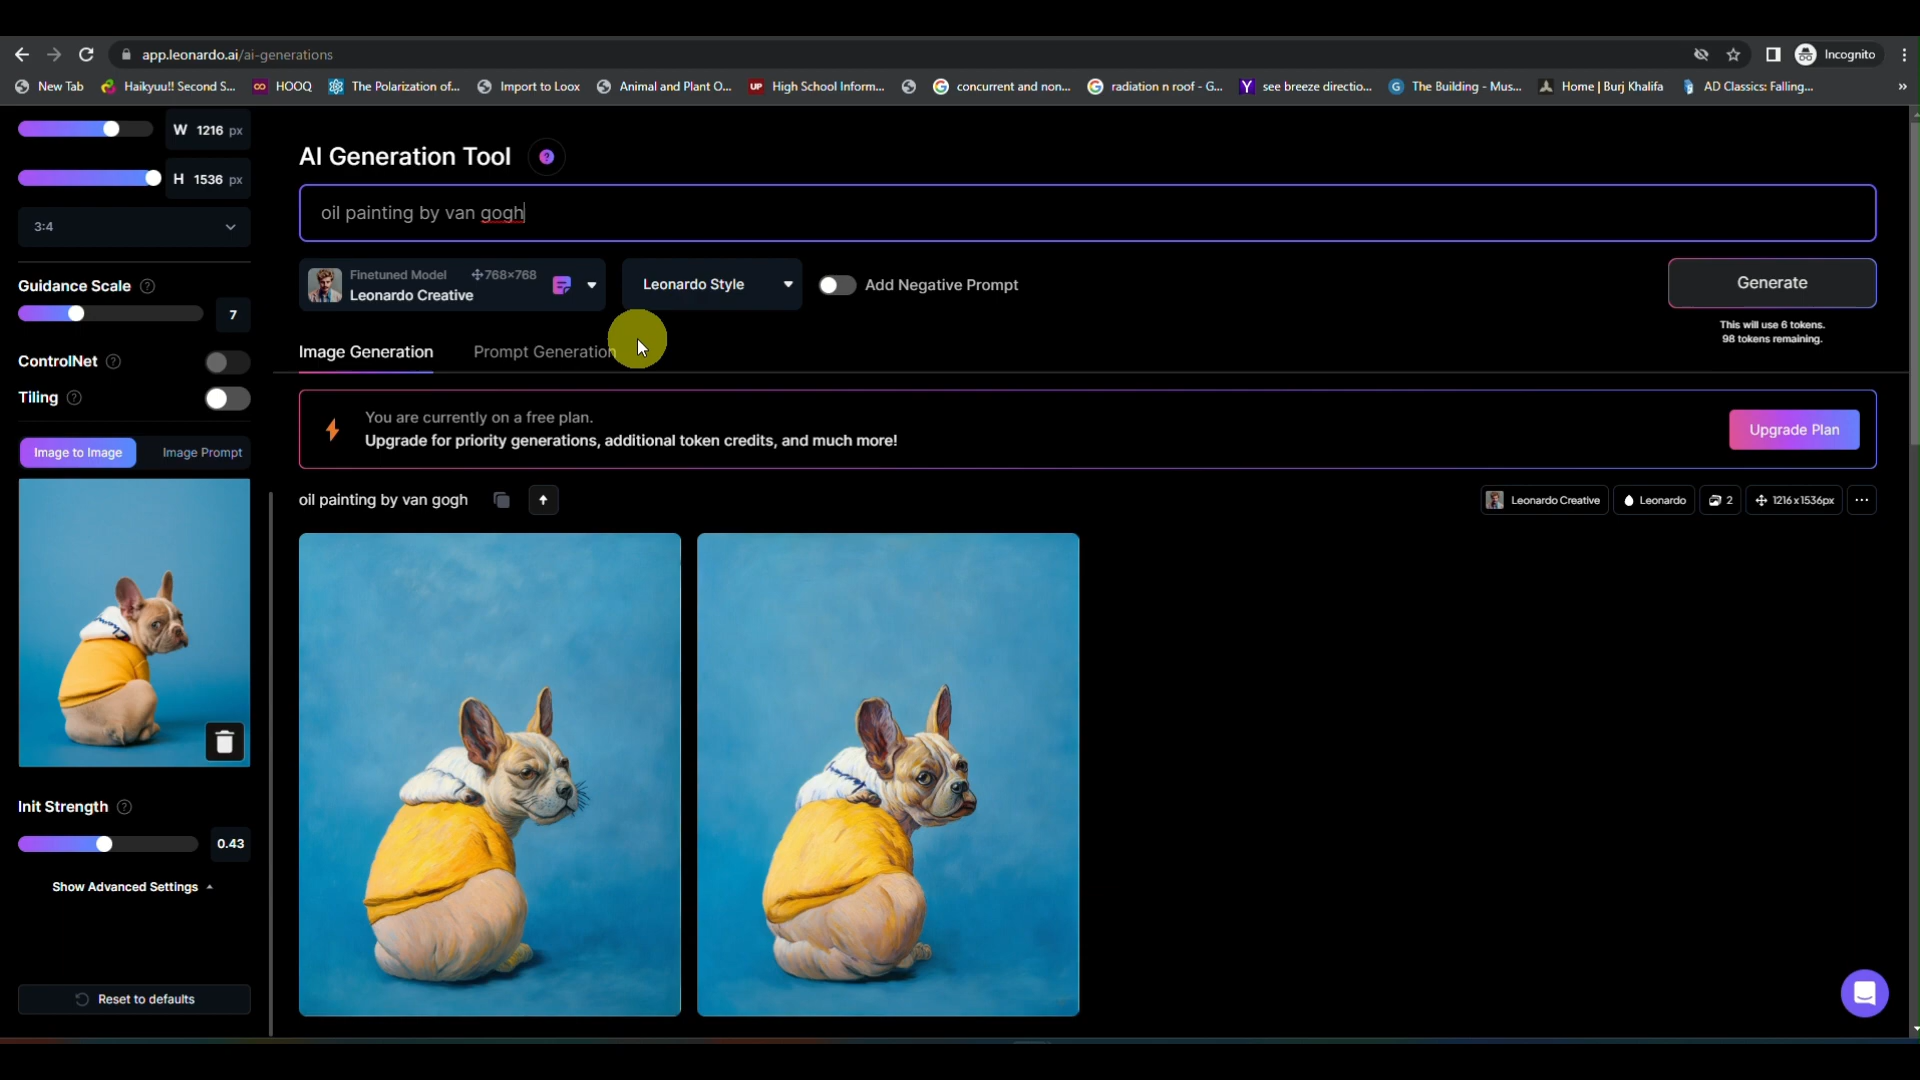 app.leonardo.ai/ai-generations
Incognito
New Tab
Haikyuu!! Second S...
HOOQ
The Polarization of...
Import to Loox
Animal and Plant O...
UP High School Inform...
concurrent and non...
radiation n roof - G...
see breeze directio...
The Building - Mus...
Home | Burj Khalifa
AD Classics: Falling...
W 1216 px
H 1536 px
3:4
Guidance Scale ?
7
ControlNet ?
Tiling ?
Image to Image
Image Prompt
Init Strength ?
0.43
Show Advanced Settings
Reset to defaults
AI Generation Tool ?
oil painting by van gogh
Finetuned Model 768×768
Leonardo Creative
Leonardo Style
Add Negative Prompt
Generate
This will use 6 tokens.
98 tokens remaining.
Image Generation
Prompt Generation
You are currently on a free plan.
Upgrade for priority generations, additional token credits, and much more!
Upgrade Plan
oil painting by van gogh
Leonardo Creative
Leonardo
2
1216x1536px